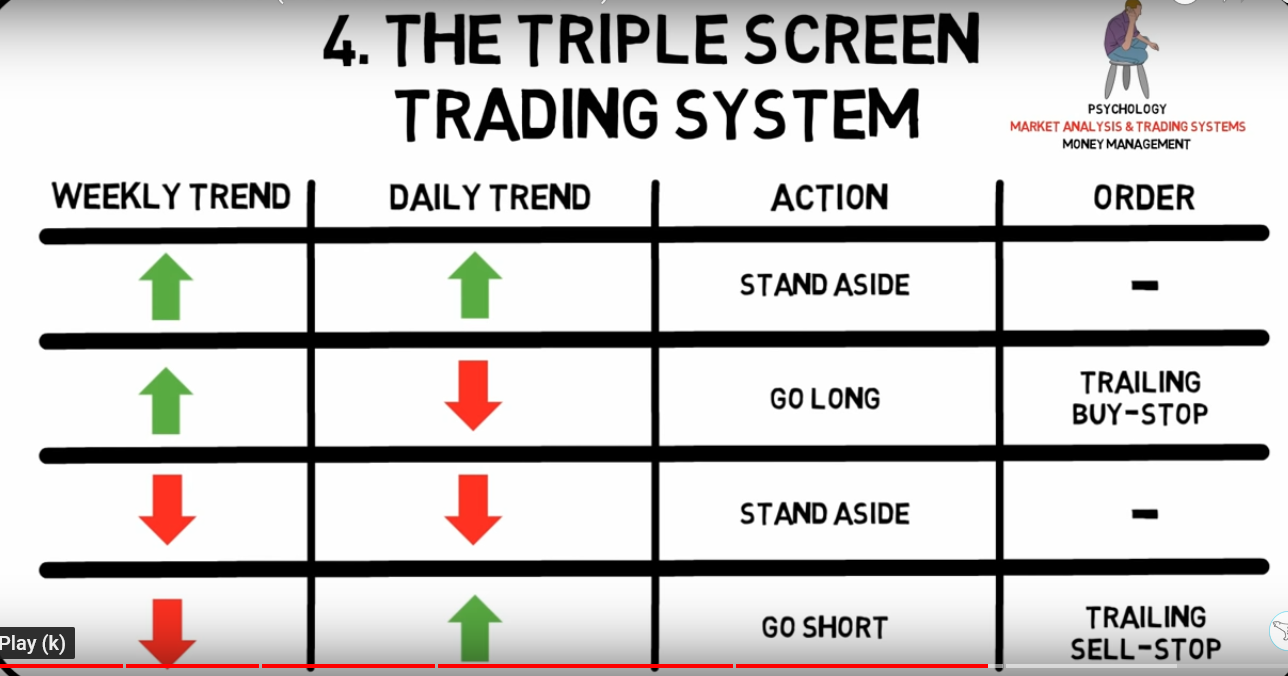 4. THE TRIPLE SCREEN
TRADING SYSTEM
PSYCHOLOGY
MARKET ANALYSIS & TRADING SYSTEMS
MONEY MANAGEMENT
WEEKLY TREND DAILY TREND ACTION ORDER
STAND ASIDE -
GO LONG TRAILING
BUY-STOP
STAND ASIDE -
GO SHORT TRAILING
SELL-STOP
Play (k)